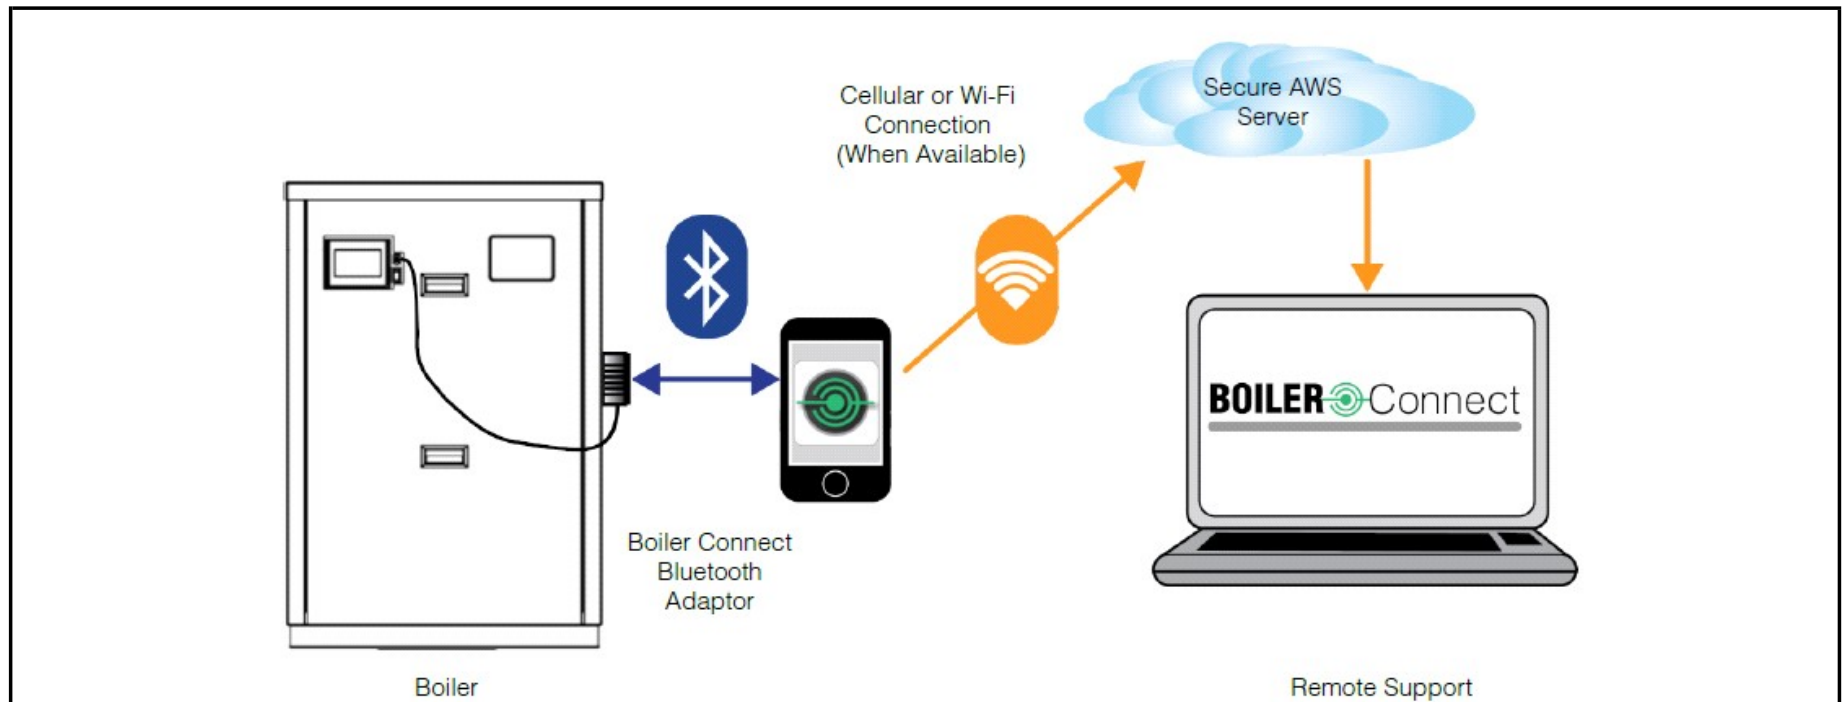 Cellular or Wi-Fi
Connection
(When Available)
Secure AWS
Server
BOILER Connect
Boiler Connect
Bluetooth
Adaptor
Boiler
Remote Support